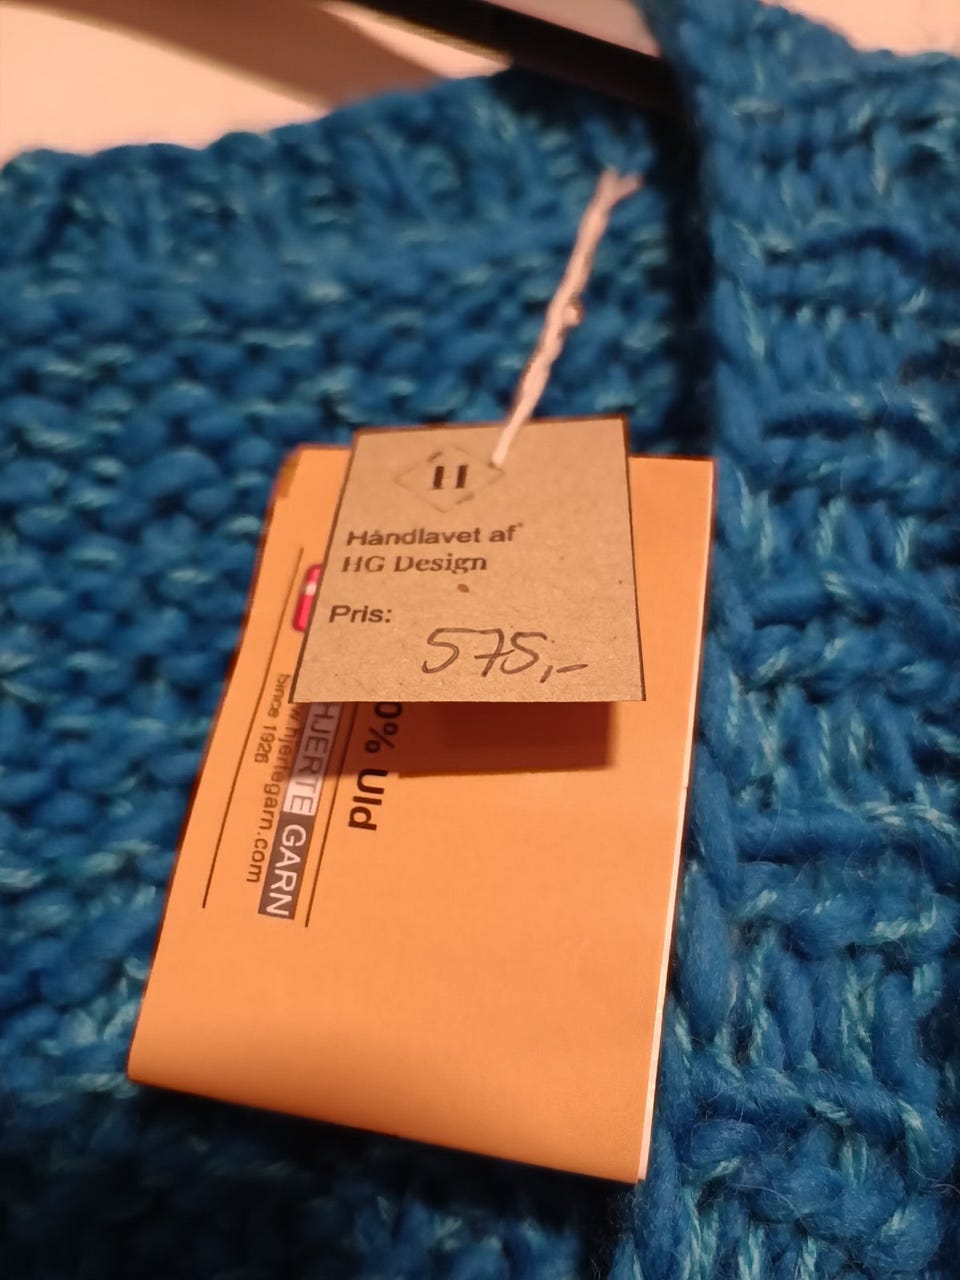 H
Håndlavet af
HG Design
Pris:
575,-
0% Uld
HJERTE GARN
hjertegarn.com
since 1926